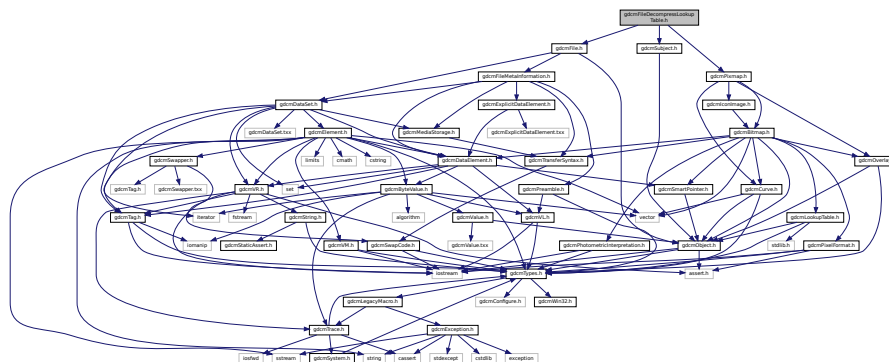 gdcmFileDecompressLookup
Table.h
gdcmFile.h
gdcmSubject.h
gdcmFileMetaInformation.h
gdcmPixmap.h
gdcmDataSet.h
gdcmExplicitDataElement.h
gdcmIconImage.h
gdcmDataSet.txx
gdcmElement.h
gdcmMediaStorage.h
gdcmExplicitDataElement.txx
gdcmBitmap.h
gdcmSwapper.h
limits
cmath
cstring
gdcmDataElement.h
gdcmTransferSyntax.h
gdcmOverlay
gdcmTag.h
gdcmSwapper.txx
gdcmVR.h
set
gdcmByteValue.h
gdcmPreamble.h
gdcmSmartPointer.h
gdcmCurve.h
gdcmTag.h
iterator
fstream
gdcmString.h
algorithm
gdcmValue.h
gdcmVL.h
vector
gdcmLookupTable.h
iomanip
gdcmStaticAssert.h
gdcmVM.h
gdcmSwapCode.h
gdcmValue.txx
gdcmPhotometricInterpretation.h
gdcmObject.h
stdlib.h
gdcmPixelFormat.h
iostream
gdcmTypes.h
assert.h
gdcmLegacyMacro.h
gdcmConfigure.h
gdcmWin32.h
gdcmTrace.h
gdcmException.h
iosfwd
sstream
gdcmSystem.h
string
cassert
stdexcept
cstdlib
exception